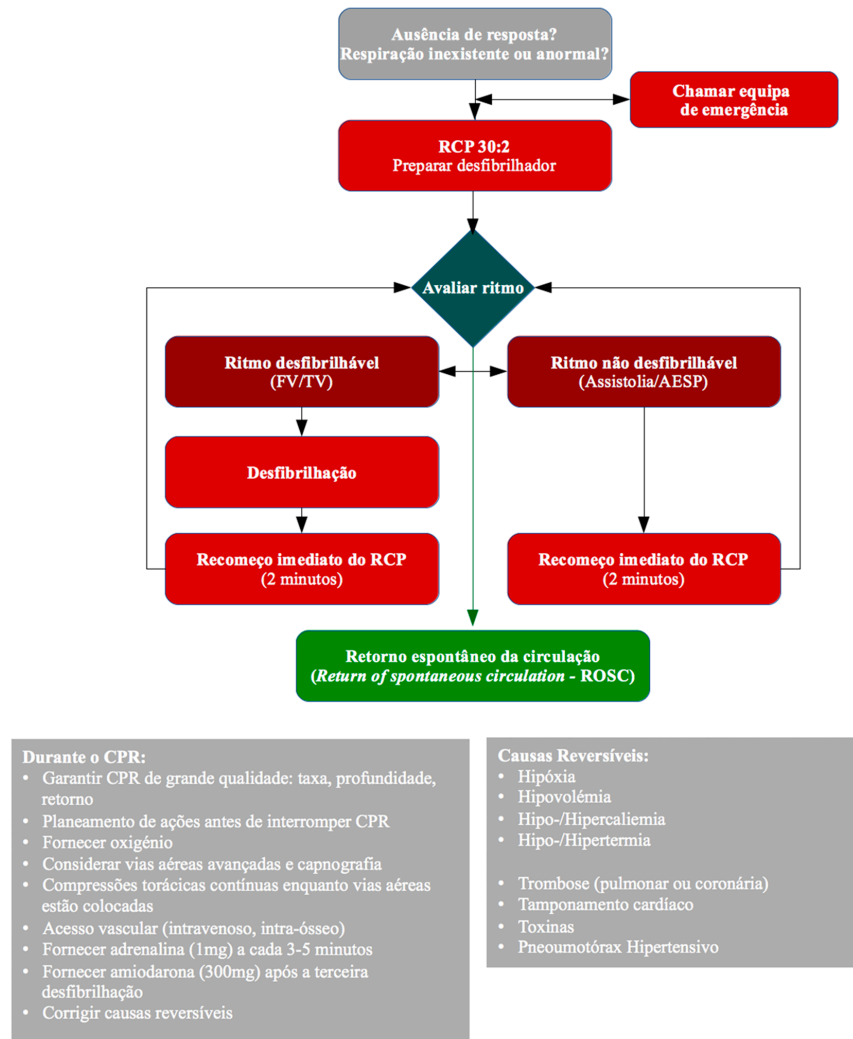 Ausência de resposta?
Respiração inexistente ou anormal?
Chamar equipa
de emergência
RCP 30:2
Preparar desfibrilhador
Avaliar ritmo
Ritmo desfibrilhável
(FV/TV)
Ritmo não desfibrilhável
(Assistolia/AESP)
Desfibrilhação
Recomeço imediato do RCP
(2 minutos)
Recomeço imediato do RCP
(2 minutos)
Retorno espontâneo da circulação
(Return of spontaneous circulation - ROSC)
Durante o CPR:
• Garantir CPR de grande qualidade: taxa, profundidade,
retorno
• Planeamento de ações antes de interromper CPR
• Fornecer oxigénio
• Considerar vias aéreas avançadas e capnografia
• Compressões torácicas contínuas enquanto vias aéreas
estão colocadas
• Acesso vascular (intravenoso, intra-ósseo)
• Fornecer adrenalina (1mg) a cada 3-5 minutos
• Fornecer amiodarona (300mg) após a terceira
desfibrilhação
• Corrigir causas reversíveis
Causas Reversíveis:
• Hipóxia
• Hipovolémia
• Hipo-/Hipercaliemia
• Hipo-/Hipertermia
• Trombose (pulmonar ou coronária)
• Tamponamento cardíaco
• Toxinas
• Pneumotórax Hipertensivo